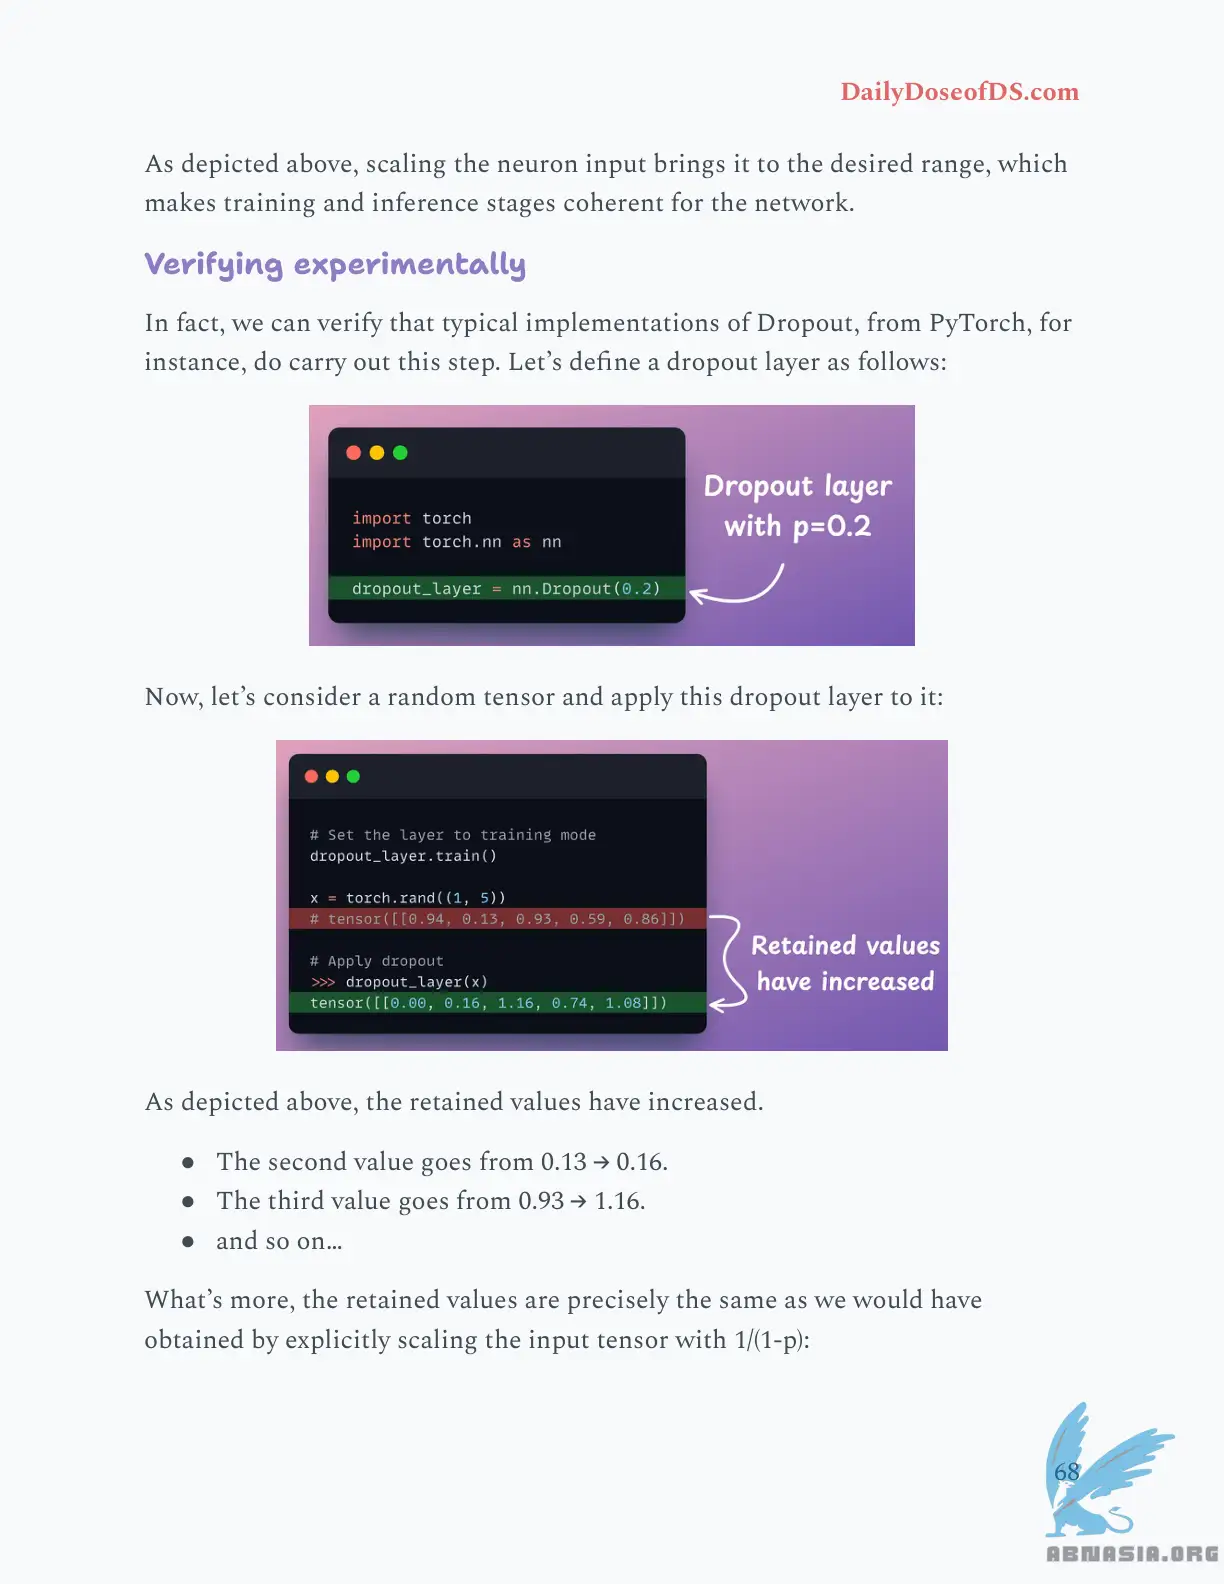 DailyDoseofDS.com
As depicted above, scaling the neuron input brings it to the desired range, which
makes training and inference stages coherent for the network.
Verifying experimentally
In fact, we can verify that typical implementations of Dropout, from PyTorch, for
instance, do carry out this step. Let’s define a dropout layer as follows:
import torch
import torch.nn as nn
dropout_layer = nn.Dropout(0.2)
Dropout layer
with p=0.2
Now, let’s consider a random tensor and apply this dropout layer to it:
# Set the layer to training mode
dropout_layer.train()
x = torch.rand((1, 5))
# tensor([[0.94, 0.13, 0.93, 0.59, 0.86]])
# Apply dropout
>>> dropout_layer(x)
tensor([[0.00, 0.16, 1.16, 0.74, 1.08]])
Retained values
have increased
As depicted above, the retained values have increased.
● The second value goes from 0.13 → 0.16.
● The third value goes from 0.93 → 1.16.
● and so on…
What’s more, the retained values are precisely the same as we would have
obtained by explicitly scaling the input tensor with 1/(1-p):
68
ABNASIA.ORG